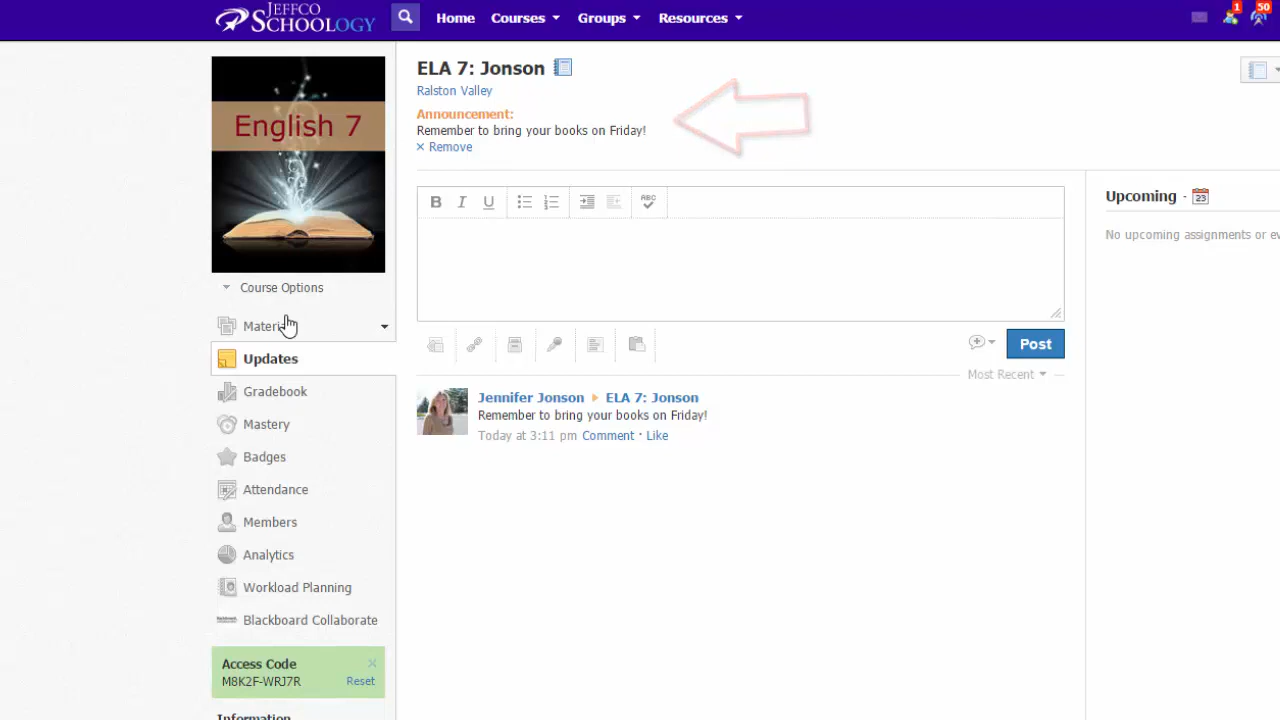 JEFFCO
SCHOOLOGY
Home
Courses
Groups
Resources
1
50
English 7
ELA 7: Jonson
Ralston Valley
Announcement:
Remember to bring your books on Friday!
× Remove
B I U
ABC
Upcoming - 23
No upcoming assignments or ev
Course Options
Materi
Updates
Gradebook
Mastery
Badges
Attendance
Members
Analytics
Workload Planning
Blackboard Collaborate
Post
Most Recent
Jennifer Jonson ▸ ELA 7: Jonson
Remember to bring your books on Friday!
Today at 3:11 pm Comment · Like
Access Code ×
M8K2F-WRJ7R Reset
Information